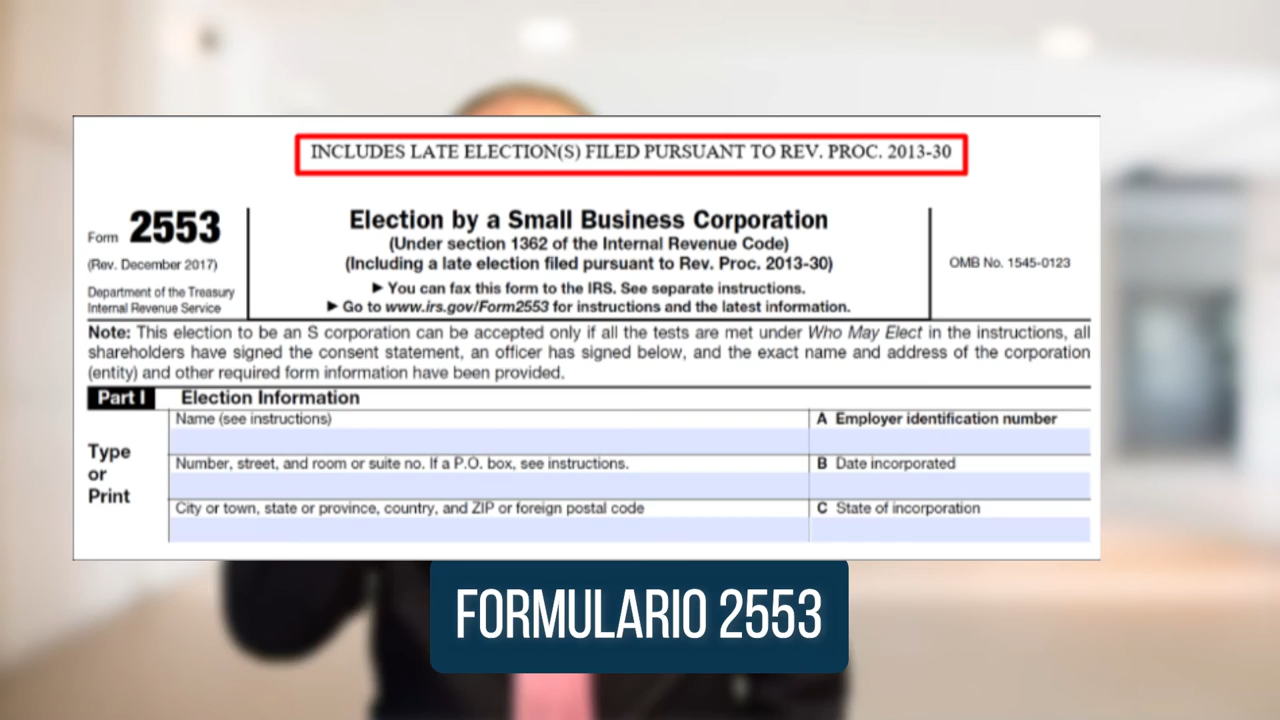 INCLUDES LATE ELECTION(S) FILED PURSUANT TO REV. PROC. 2013-30
Form 2553
(Rev. December 2017)
Department of the Treasury
Internal Revenue Service
Election by a Small Business Corporation
(Under section 1362 of the Internal Revenue Code)
(Including a late election filed pursuant to Rev. Proc. 2013-30)
▶ You can fax this form to the IRS. See separate instructions.
▶ Go to www.irs.gov/Form2553 for instructions and the latest information.
OMB No. 1545-0123
Note: This election to be an S corporation can be accepted only if all the tests are met under Who May Elect in the instructions, all
shareholders have signed the consent statement, an officer has signed below, and the exact name and address of the corporation
(entity) and other required form information have been provided.
Part I Election Information
Type
or
Print
Name (see instructions)
A Employer identification number
Number, street, and room or suite no. If a P.O. box, see instructions.
B Date incorporated
City or town, state or province, country, and ZIP or foreign postal code
C State of incorporation
FORMULARIO 2553